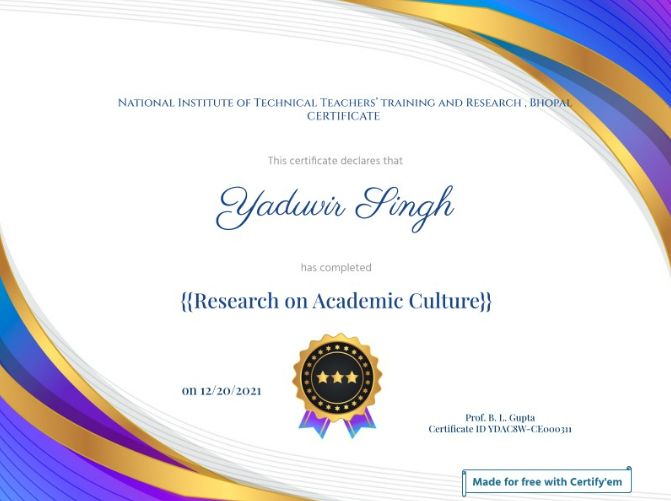 National Institute of Technical Teachers' training and Research , Bhopal
CERTIFICATE
This certificate declares that
Yaduvir Singh
has completed
{{Research on Academic Culture}}
on 12/20/2021
Prof. B. L. Gupta
Certificate ID YDAC8W-CE000311
Made for free with Certify'em